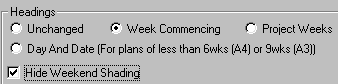 Headings
Unchanged Week Commencing Project Weeks
Day And Date (For plans of less than 6wks (A4) or 9wks (A3))
Hide Weekend Shading